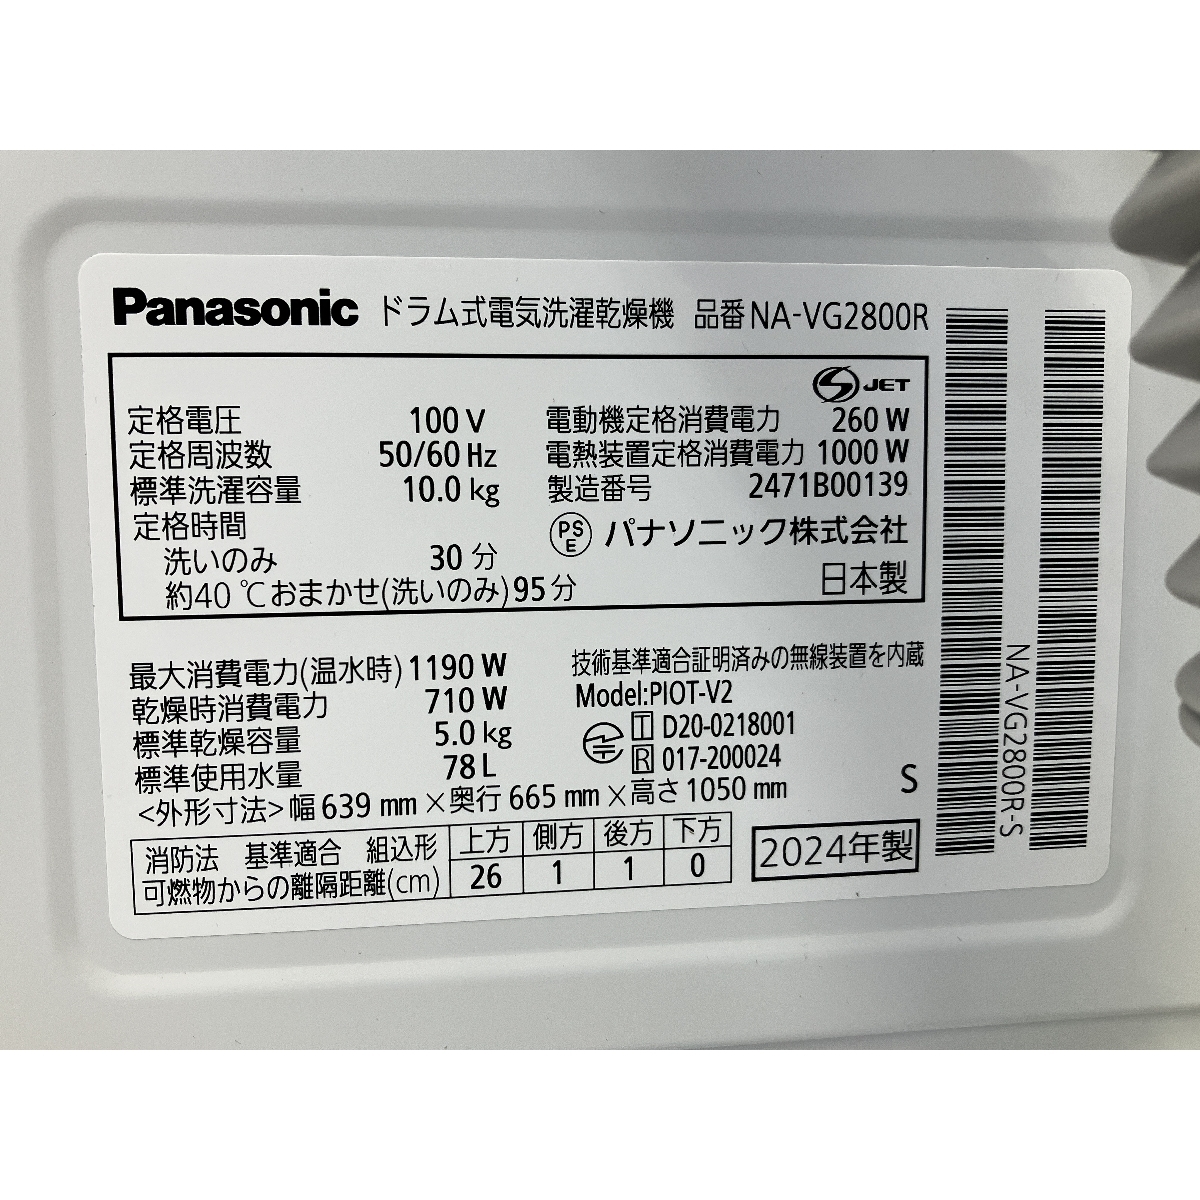 Panasonic ドラム式電気洗濯乾燥機 品番 NA-VG2800R
JET
定格電圧 100 V
定格周波数 50/60 Hz
標準洗濯容量 10.0 kg
定格時間
洗いのみ 30 分
約40 ℃おまかせ(洗いのみ) 95 分
電動機定格消費電力 260 W
電熱装置定格消費電力 1000 W
製造番号 2471B00139
PS E パナソニック株式会社
日本製
最大消費電力(温水時) 1190 W
乾燥時消費電力 710 W
標準乾燥容量 5.0 kg
標準使用水量 78 L
<外形寸法> 幅 639 mm × 奥行 665 mm × 高さ 1050 mm
技術基準適合証明済みの無線装置を内蔵
Model:PIOT-V2
T D20-0218001
R 017-200024
S
消防法 基準適合 組込形 上方 側方 後方 下方
可燃物からの離隔距離(cm) 26 1 1 0
2024年製
NA-VG2800R-S